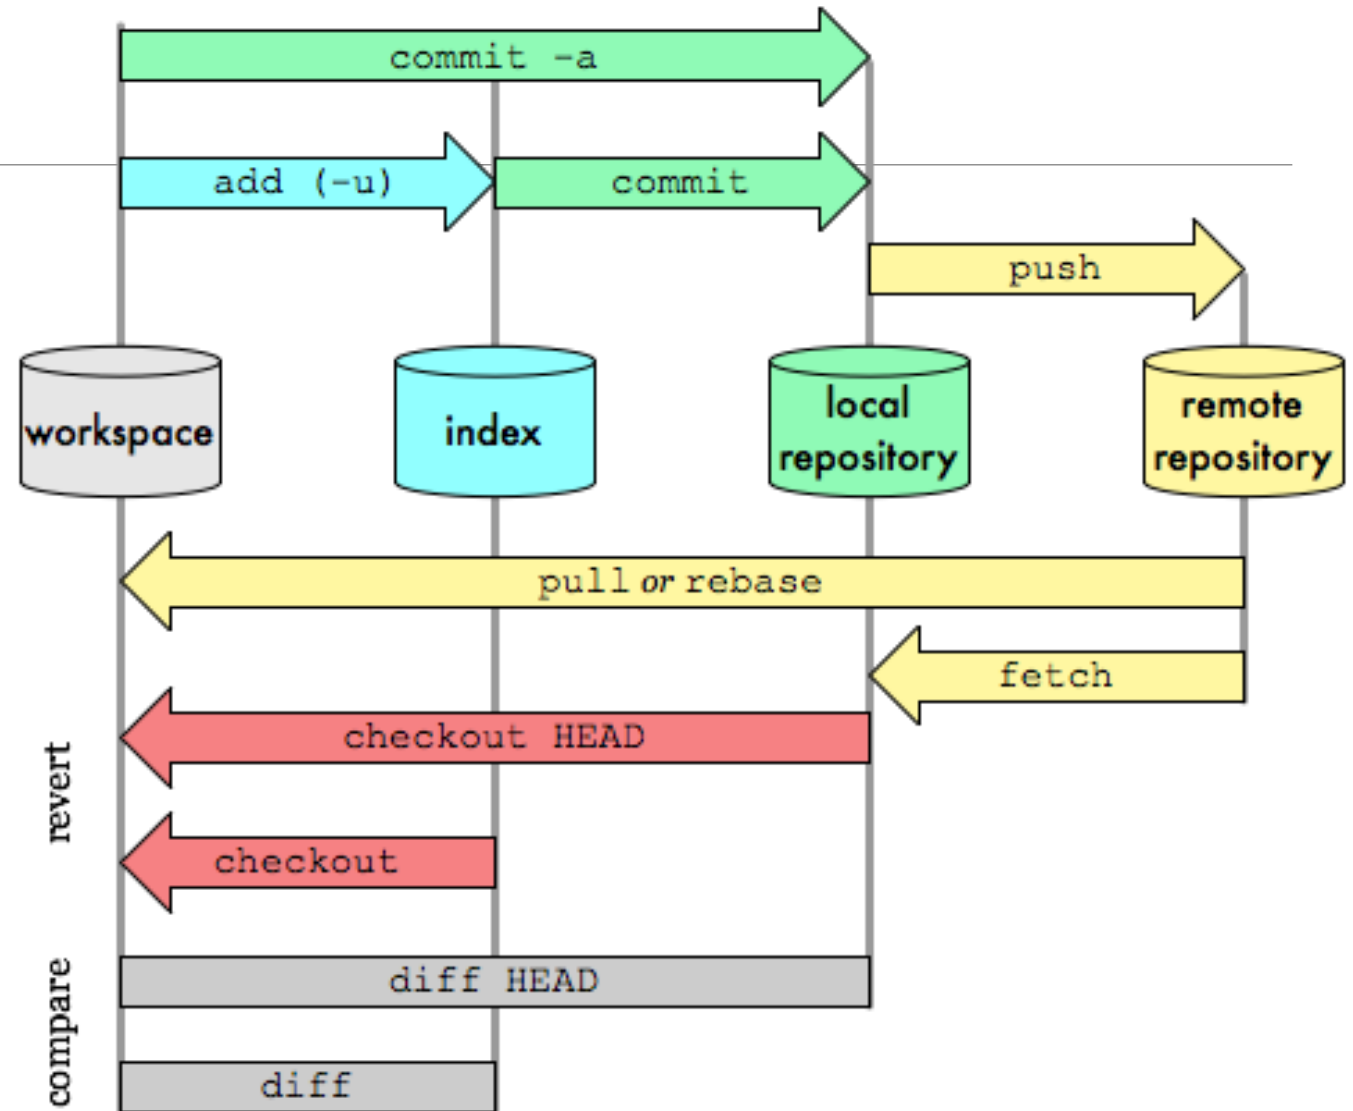 commit -a
add (-u)
commit
push
workspace
index
local
repository
remote
repository
pull or rebase
fetch
revert
checkout HEAD
checkout
compare
diff HEAD
diff